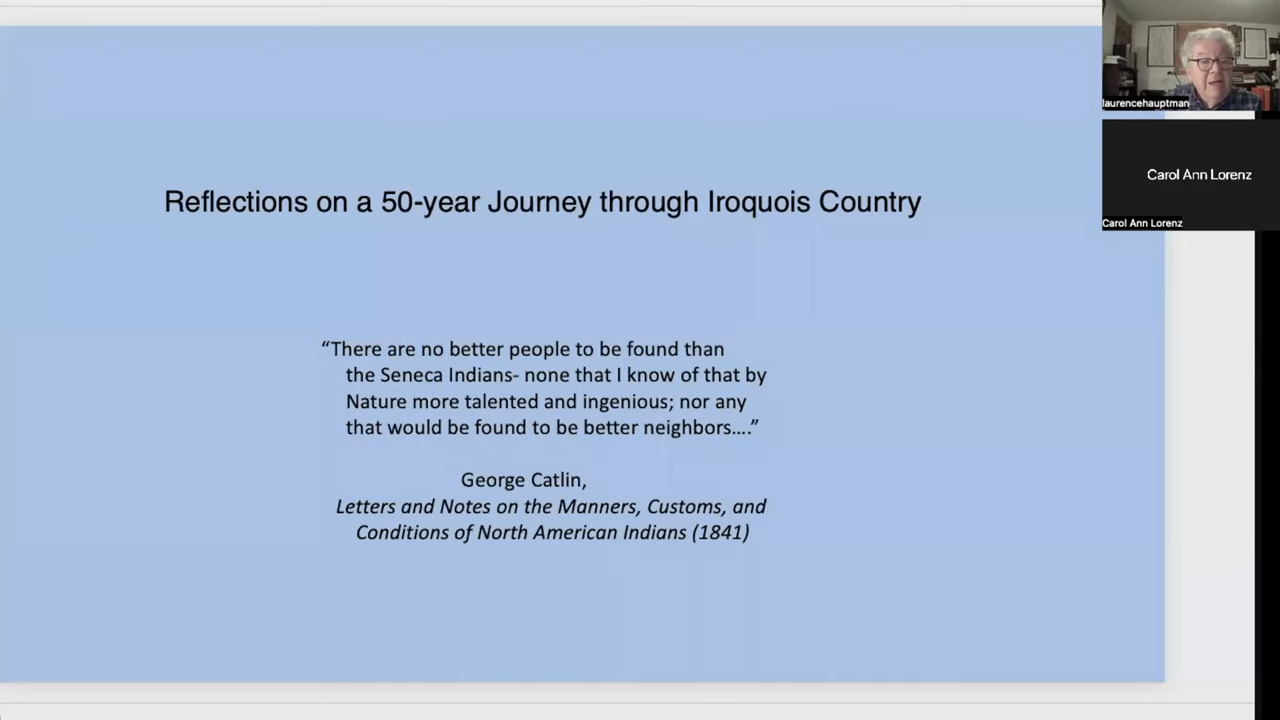 Reflections on a 50-year Journey through Iroquois Country
“There are no better people to be found than
the Seneca Indians- none that I know of that by
Nature more talented and ingenious; nor any
that would be found to be better neighbors….”
George Catlin,
Letters and Notes on the Manners, Customs, and
Conditions of North American Indians (1841)
laurencehauptman
Carol Ann Lorenz
Carol Ann Lorenz